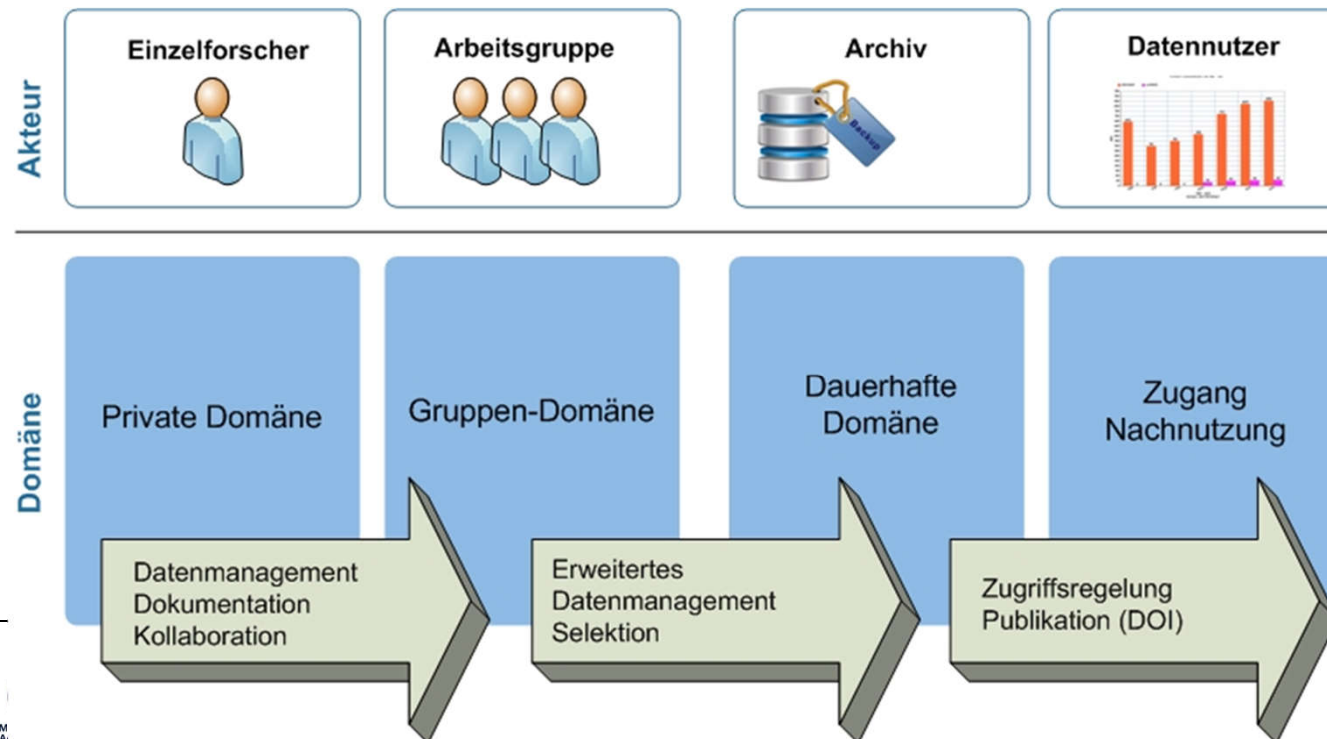 Akteur
Einzelforscher
Arbeitsgruppe
Archiv
Backup
Datennutzer
Domäne
Private Domäne
Gruppen-Domäne
Dauerhafte
Domäne
Zugang
Nachnutzung
Datenmanagement
Dokumentation
Kollaboration
Erweitertes
Datenmanagement
Selektion
Zugriffsregelung
Publikation (DOI)